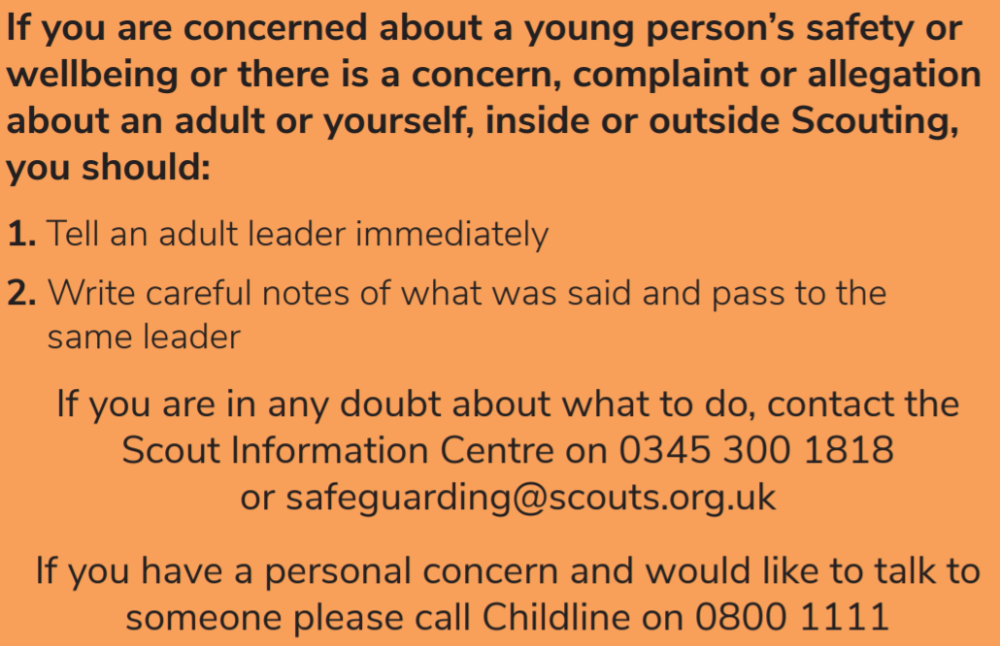 If you are concerned about a young person’s safety or
wellbeing or there is a concern, complaint or allegation
about an adult or yourself, inside or outside Scouting,
you should:
1. Tell an adult leader immediately
2. Write careful notes of what was said and pass to the
same leader
If you are in any doubt about what to do, contact the
Scout Information Centre on 0345 300 1818
or safeguarding@scouts.org.uk
If you have a personal concern and would like to talk to
someone please call Childline on 0800 1111